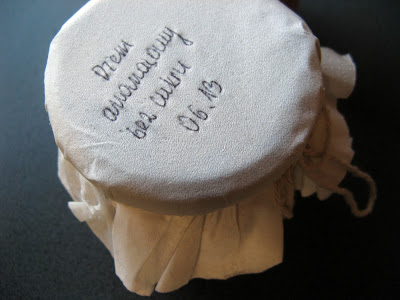 Dżem
ananasowy
bez cukru
06.13